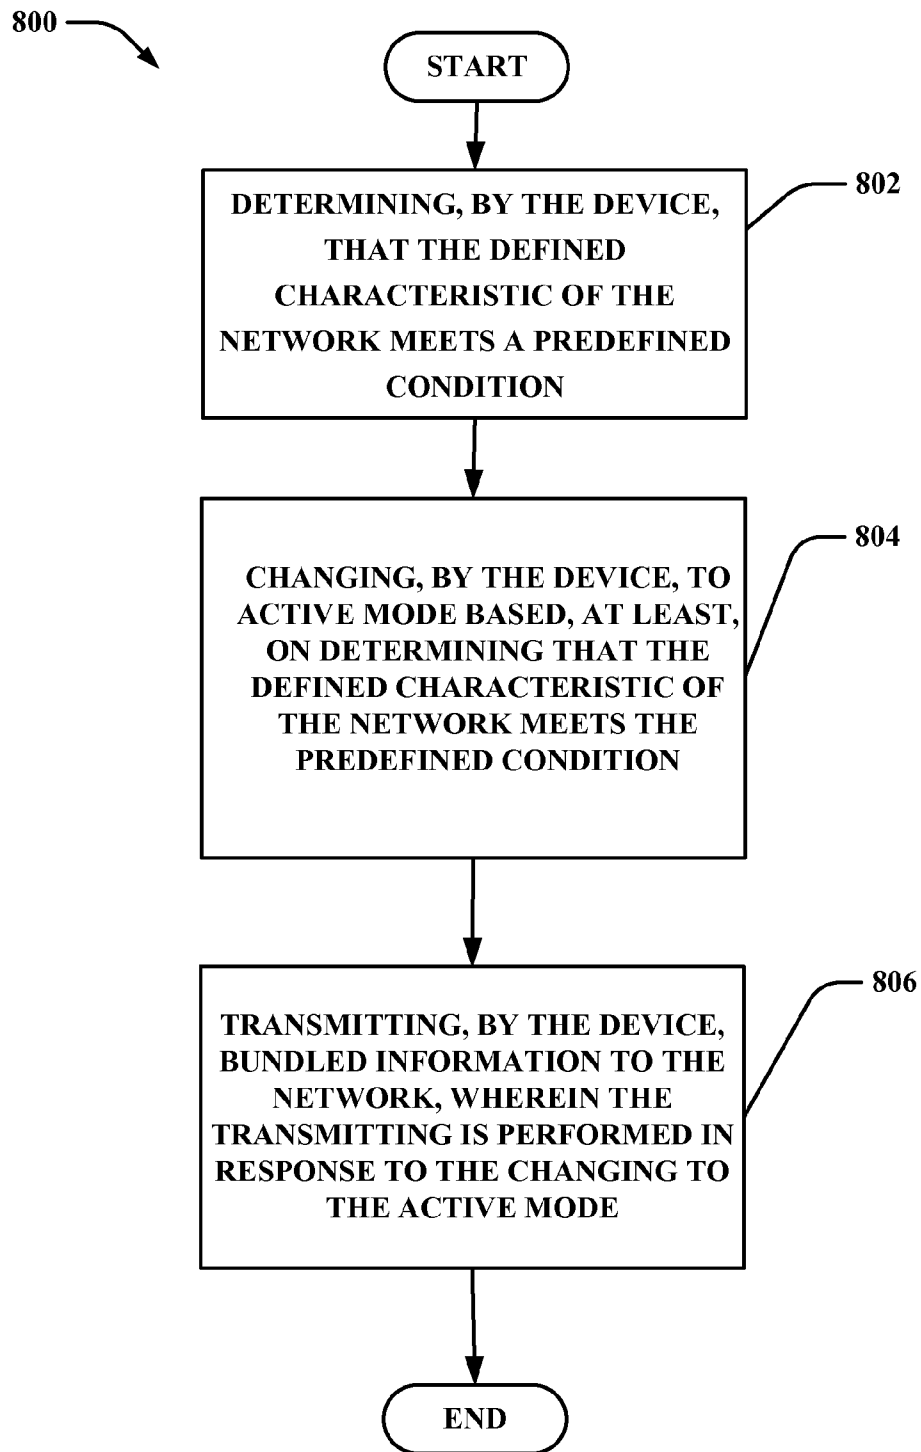 800
START
802
DETERMINING, BY THE DEVICE,
THAT THE DEFINED
CHARACTERISTIC OF THE
NETWORK MEETS A PREDEFINED
CONDITION
804
CHANGING, BY THE DEVICE, TO
ACTIVE MODE BASED, AT LEAST,
ON DETERMINING THAT THE
DEFINED CHARACTERISTIC OF
THE NETWORK MEETS THE
PREDEFINED CONDITION
806
TRANSMITTING, BY THE DEVICE,
BUNDLED INFORMATION TO THE
NETWORK, WHEREIN THE
TRANSMITTING IS PERFORMED IN
RESPONSE TO THE CHANGING TO
THE ACTIVE MODE
END